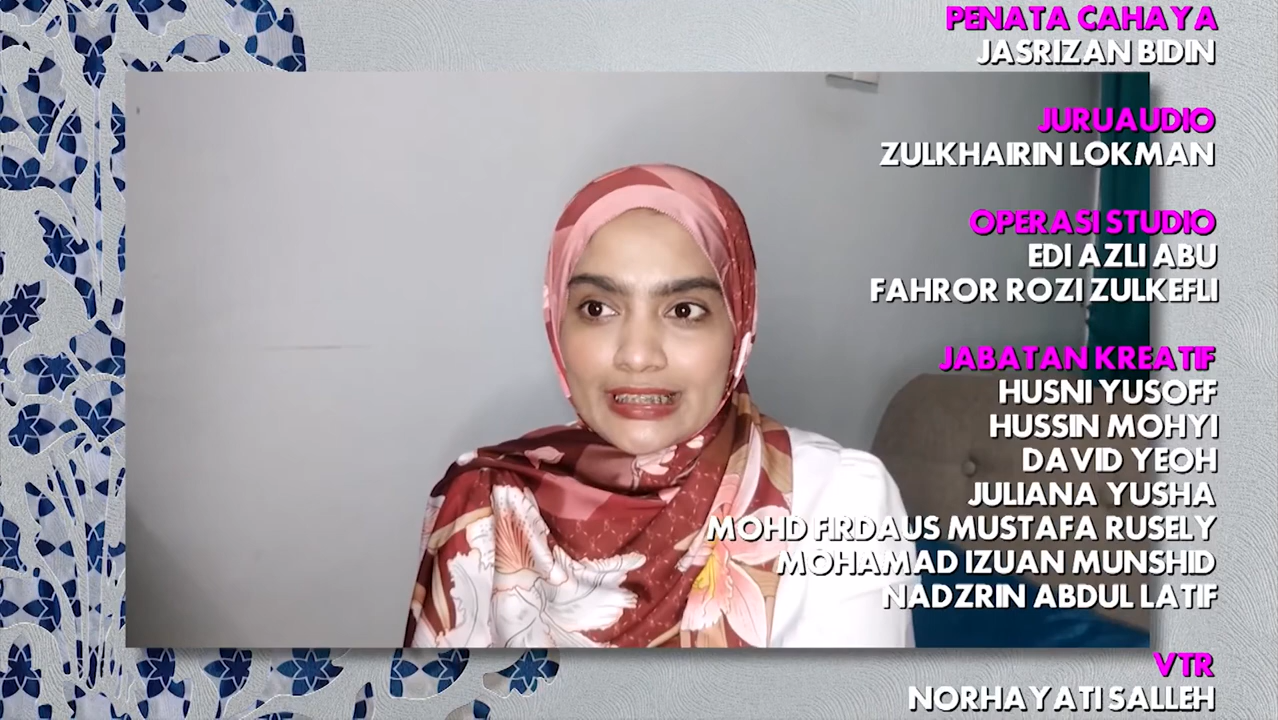 PENATA CAHAYA
JASRIZAN BIDIN
JURUAUDIO
ZULKHAIRIN LOKMAN
OPERASI STUDIO
EDI AZLI ABU
FAHROR ROZI ZULKEFLI
JABATAN KREATIF
HUSNI YUSOFF
HUSSIN MOHYI
DAVID YEOH
JULIANA YUSHA
MOHD FIRDAUS MUSTAFA RUSELY
MOHAMAD IZUAN MUNSHID
NADZRIN ABDUL LATIF
VTR
NORHAYATI SALLEH